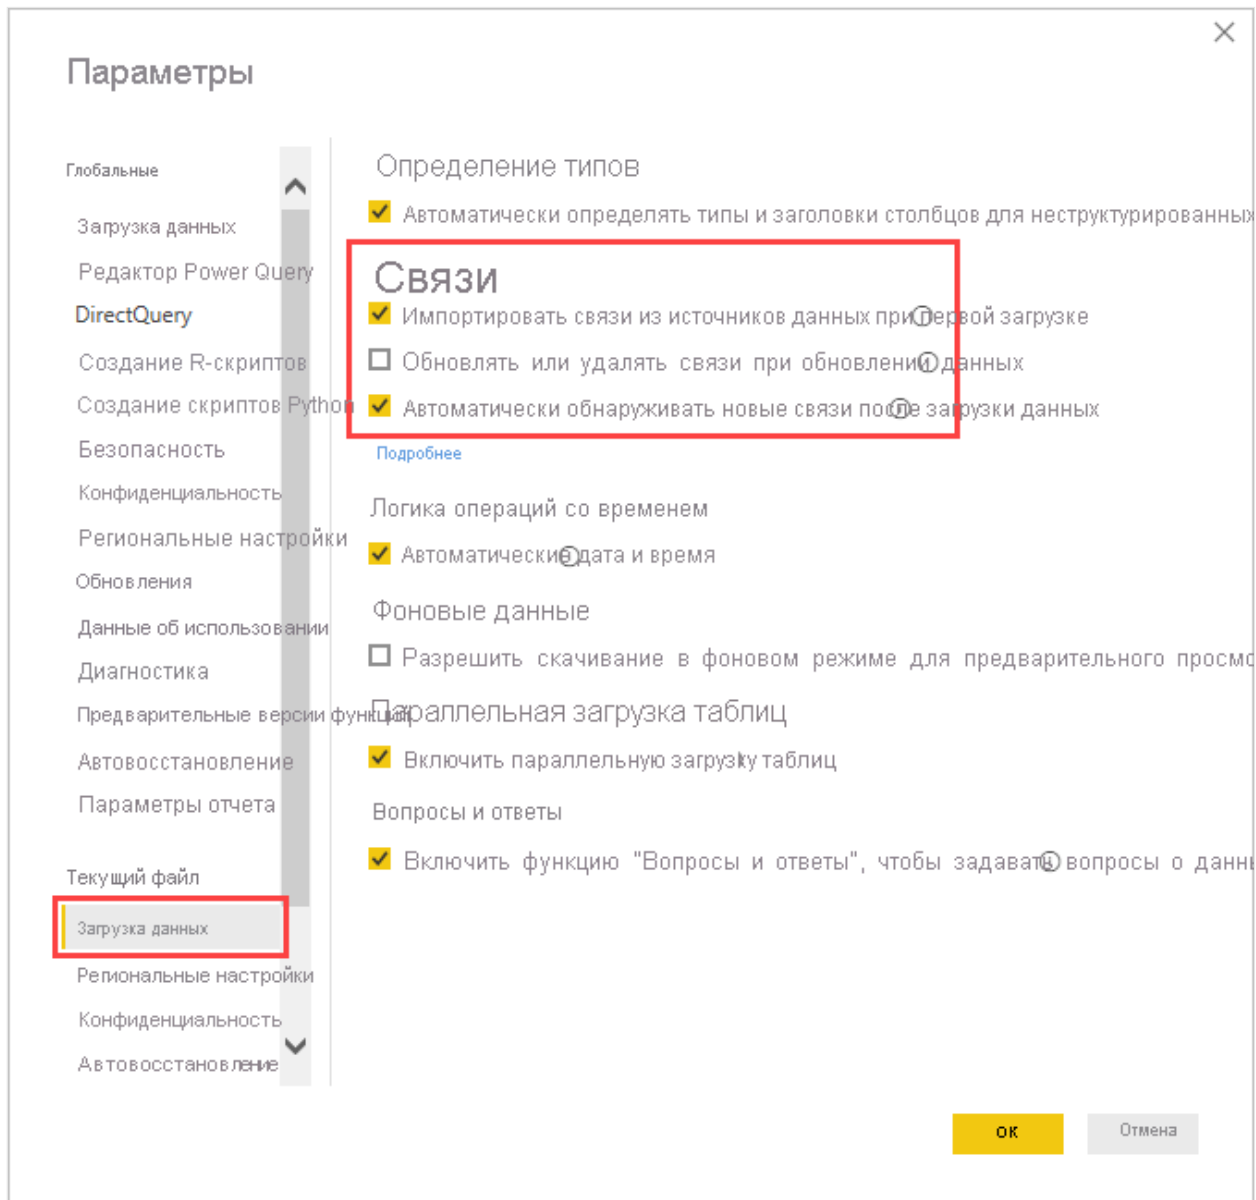 Параметры
Глобальные
Загрузка данных
Редактор Power Query
DirectQuery
Создание R-скриптов
Создание скриптов Python
Безопасность
Конфиденциальность
Региональные настройки
Обновления
Данные об использовании
Диагностика
Предварительные версии функций
Автовосстановление
Параметры отчета
Текущий файл
Загрузка данных
Региональные настройки
Конфиденциальность
Автовосстановление
Определение типов
Автоматически определять типы и заголовки столбцов для неструктурированных
Связи
Импортировать связи из источников данных при первой загрузке
Обновлять или удалять связи при обновлении данных
Автоматически обнаруживать новые связи после загрузки данных
Подробнее
Логика операций со временем
Автоматические дата и время
Фоновые данные
Разрешить скачивание в фоновом режиме для предварительного просмо
Параллельная загрузка таблиц
Включить параллельную загрузку таблиц
Вопросы и ответы
Включить функцию "Вопросы и ответы", чтобы задавать вопросы о данн
ОК
Отмена